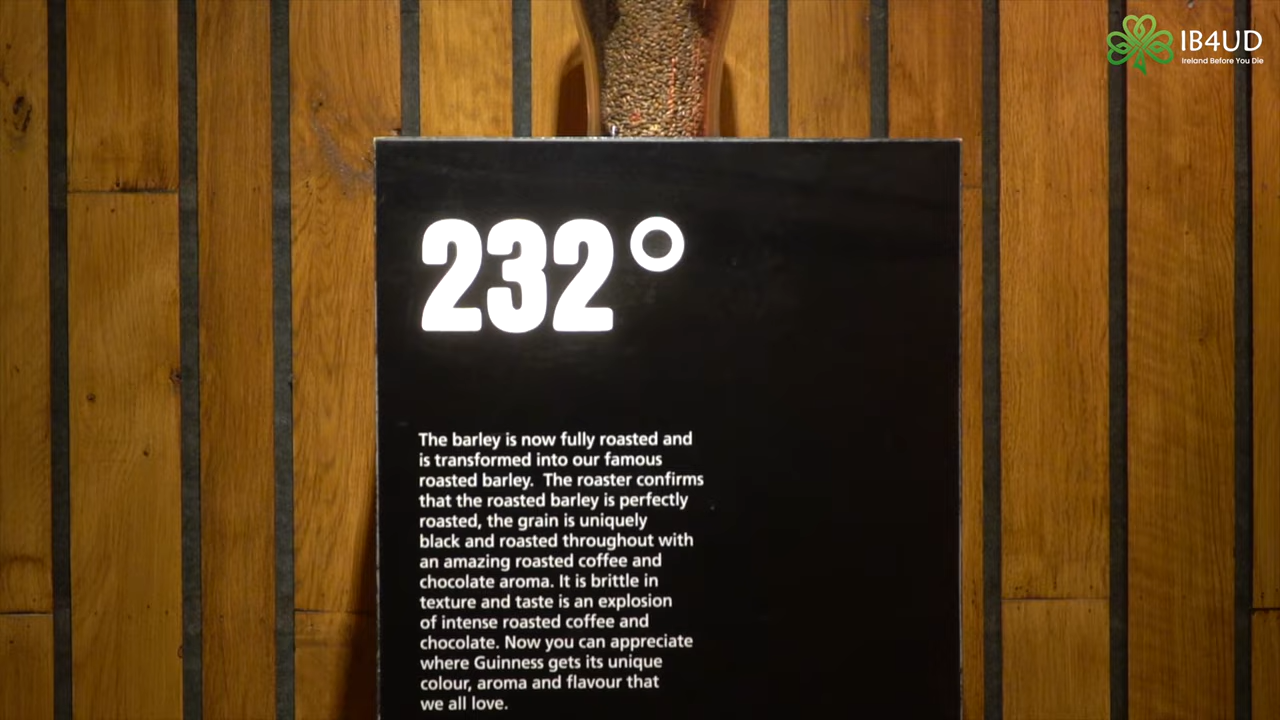 IB4UD
Ireland Before You Die
232°
The barley is now fully roasted and
is transformed into our famous
roasted barley.  The roaster confirms
that the roasted barley is perfectly
roasted, the grain is uniquely
black and roasted throughout with
an amazing roasted coffee and
chocolate aroma. It is brittle in
texture and taste is an explosion
of intense roasted coffee and
chocolate. Now you can appreciate
where Guinness gets its unique
colour, aroma and flavour that
we all love.